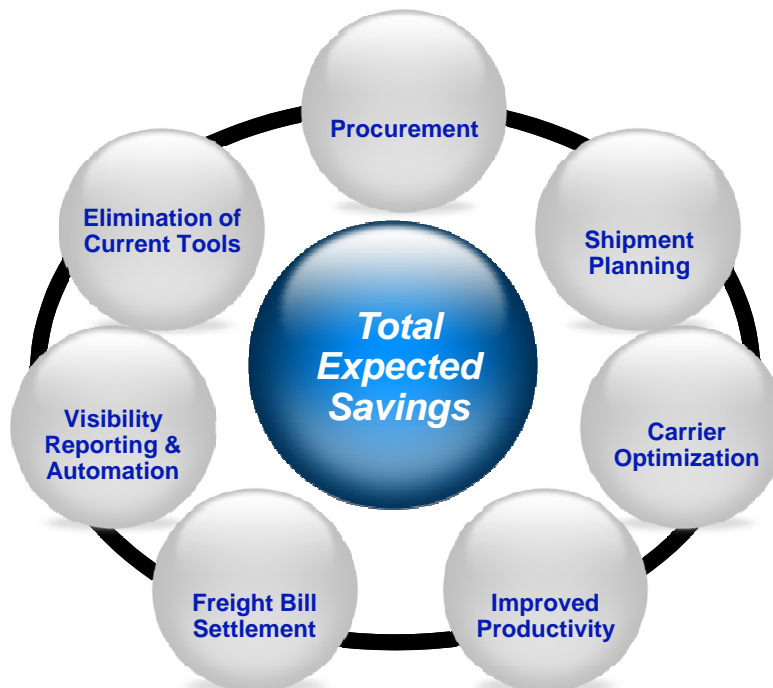 Procurement
Shipment
Planning
Carrier
Optimization
Improved
Productivity
Freight Bill
Settlement
Visibility
Reporting &
Automation
Elimination of
Current Tools
Total
Expected
Savings